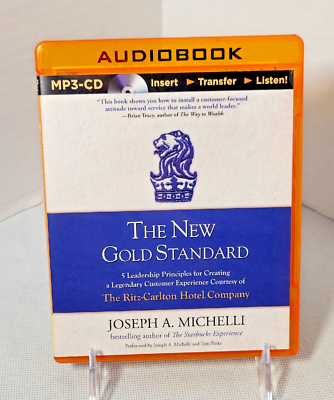 AUDIOBOOK
MP3-CD Insert ► Transfer ► Listen!
"This book shows you how to install a customer-focused
attitude toward service that makes a world leader."
—Brian Tracy, author of The Way to Wealth
THE NEW
GOLD STANDARD
5 Leadership Principles for Creating
a Legendary Customer Experience Courtesy of
The Ritz-Carlton Hotel Company
JOSEPH A. MICHELLI
bestselling author of The Starbucks Experience
Performed by Joseph A. Michelli and Tom Parks